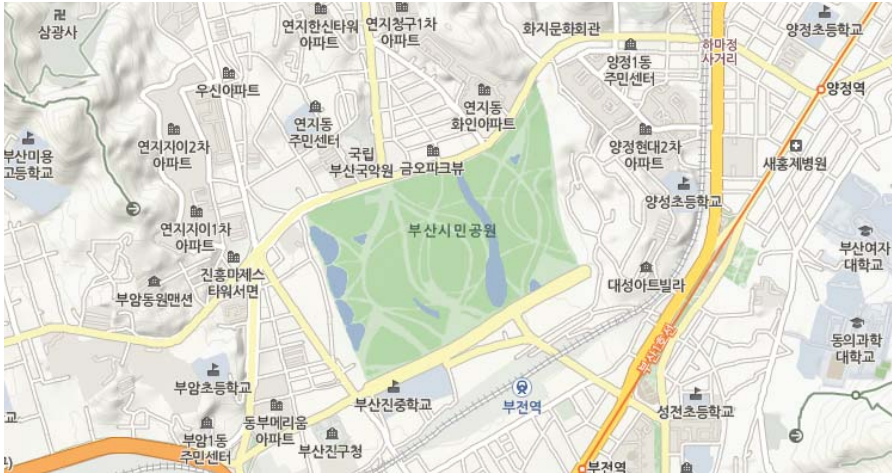 삼광사
연지한신타워
아파트
연지청구1차
아파트
화지문화회관
양정1동
주민센터
하마정
사거리
양정초등학교
양정역
우신아파트
연지동
주민센터
연지동
화인아파트
양정현대2차
아파트
새홍제병원
부산미용
고등학교
연지자이2차
아파트
국립
부산국악원
금오파크뷰
양성초등학교
연지자이1차
아파트
부산시민공원
부산여자
대학교
진흥마제스
타워서면
부암동원맨션
대성아트빌라
부산1호선
동의과학
대학교
부암초등학교
부산진중학교
부전역
성전초등학교
교
동부메리움
아파트
부암1동
주민센터
부산진구청
부전역
구)